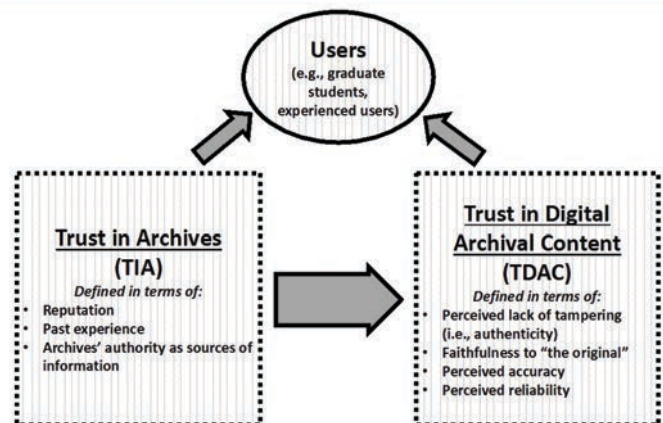 Users
(e.g., graduate
students,
experienced users)
Trust in Archives
(TIA)
Defined in terms of:
• Reputation
• Past experience
• Archives' authority as sources of
information
Trust in Digital
Archival Content
(TDAC)
Defined in terms of:
• Perceived lack of tampering
(i.e., authenticity)
• Faithfulness to "the original"
• Perceived accuracy
• Perceived reliability